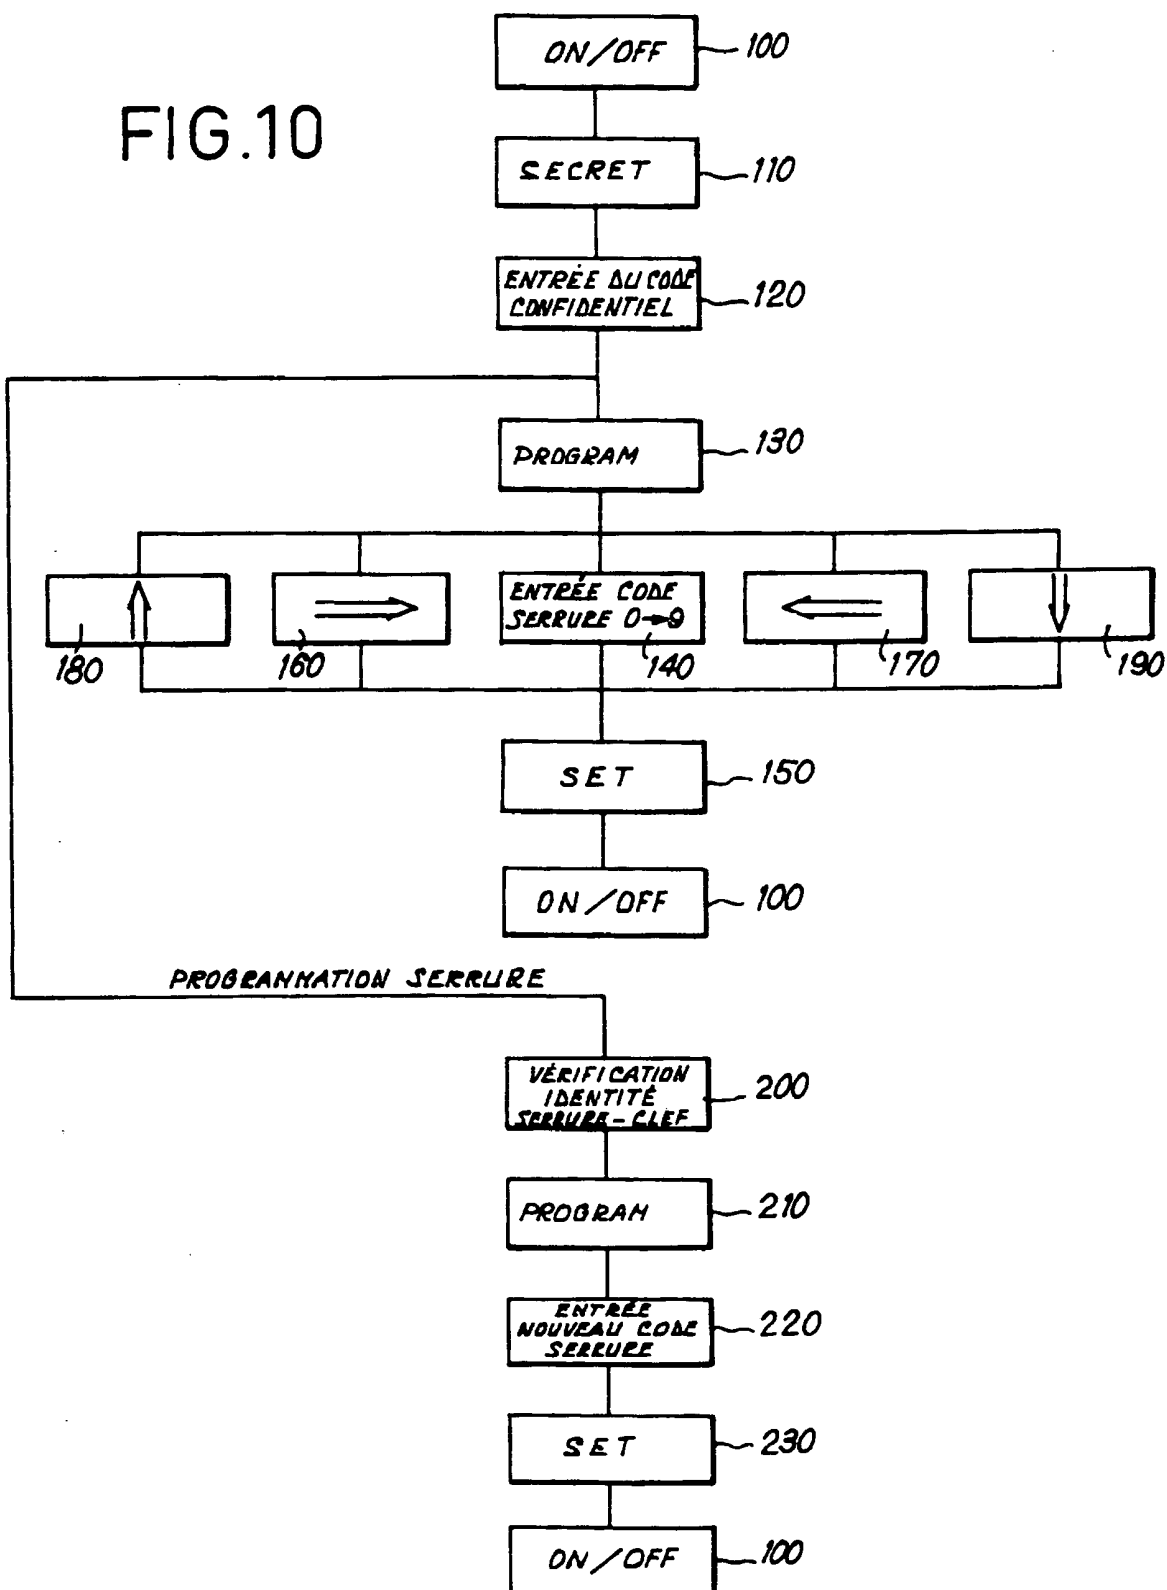 FIG.10
ON/OFF 100
SECRET 110
ENTRÉE DU CODE
CONFIDENTIEL 120
PROGRAM 130
180
160
ENTRÉE CODE
SERRURE 0→9
140
170
190
SET 150
ON/OFF 100
PROGRAMMATION SERRURE
VÉRIFICATION
IDENTITÉ
SERRURE-CLEF
200
PROGRAM 210
ENTRÉE
NOUVEAU CODE
SERRURE
220
SET 230
ON/OFF 100